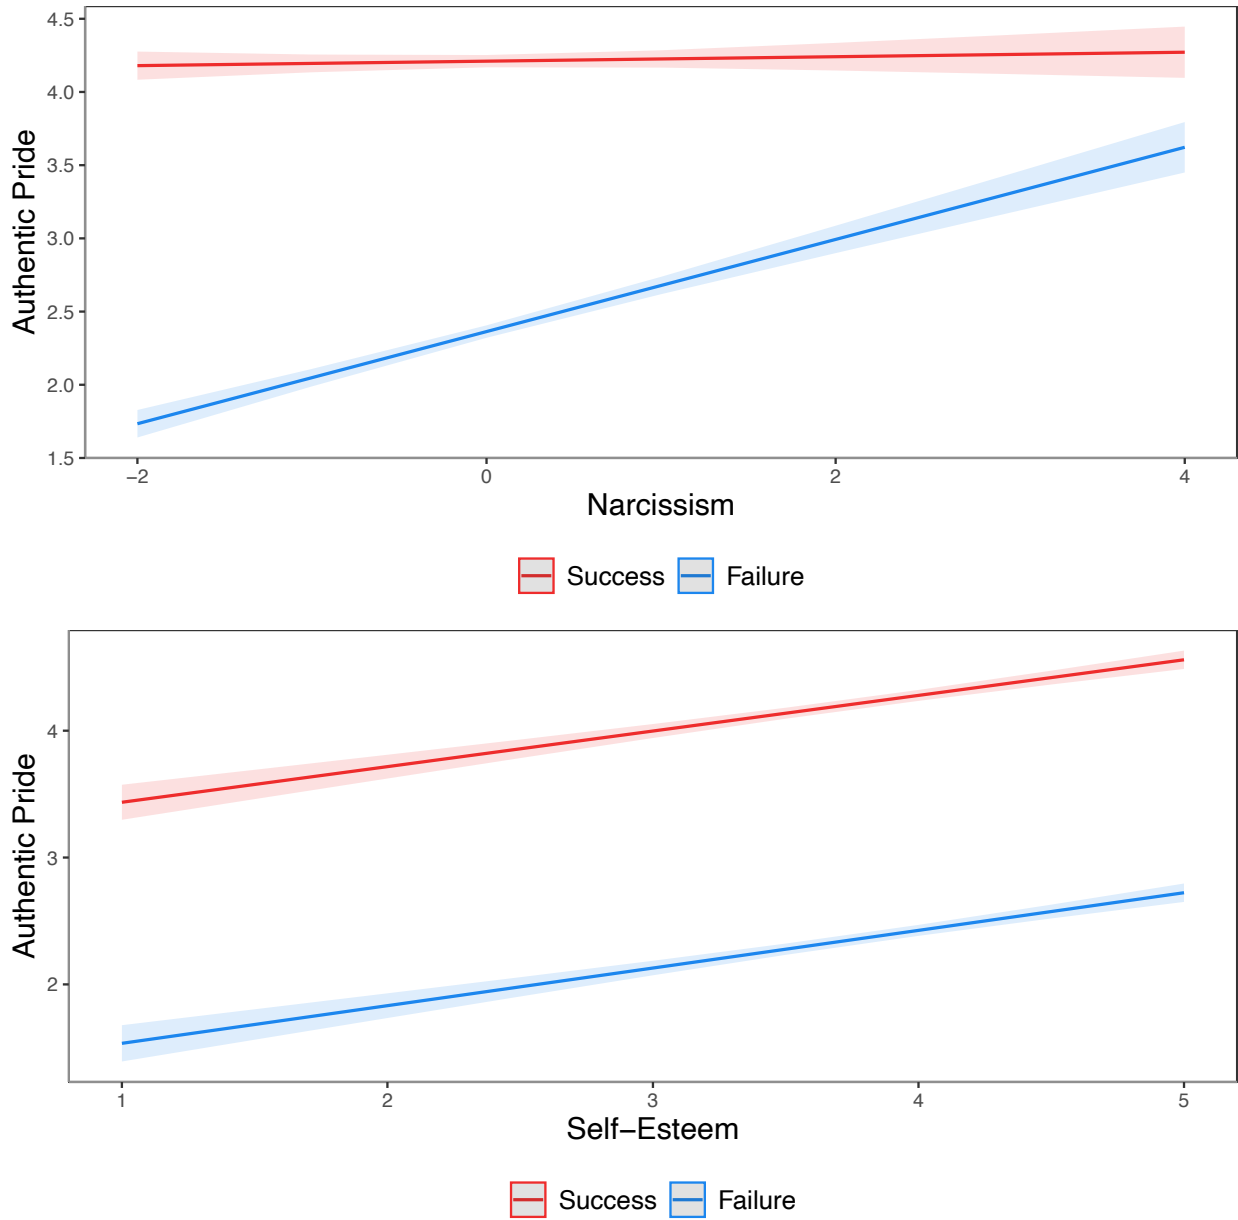 4.5
4.0
3.5
3.0
2.5
2.0
1.5
Authentic Pride
−2 0 2 4
Narcissism
Success Failure
4
3
2
Authentic Pride
1 2 3 4 5
Self−Esteem
Success Failure